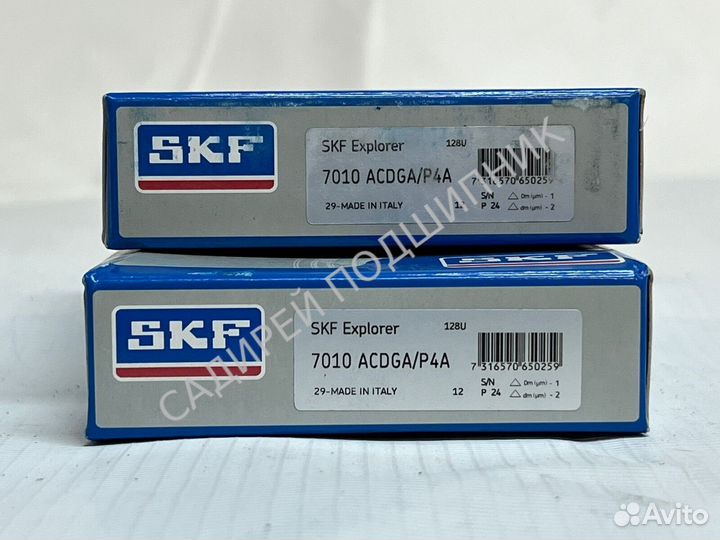 SKF
SKF Explorer 128U
7010 ACDGA/P4A
7 316570 650259
29-MADE IN ITALY 12
S/N △ Dm (µm) - 1
P 24 △ dm (µm) - 2
SKF
SKF Explorer 128U
7010 ACDGA/P4A
7 316570 650259
29-MADE IN ITALY 12
S/N △ Dm (µm) - 1
P 24 △ dm (µm) - 2
САДИРЕЙ ПОДШИПНИК
Avito